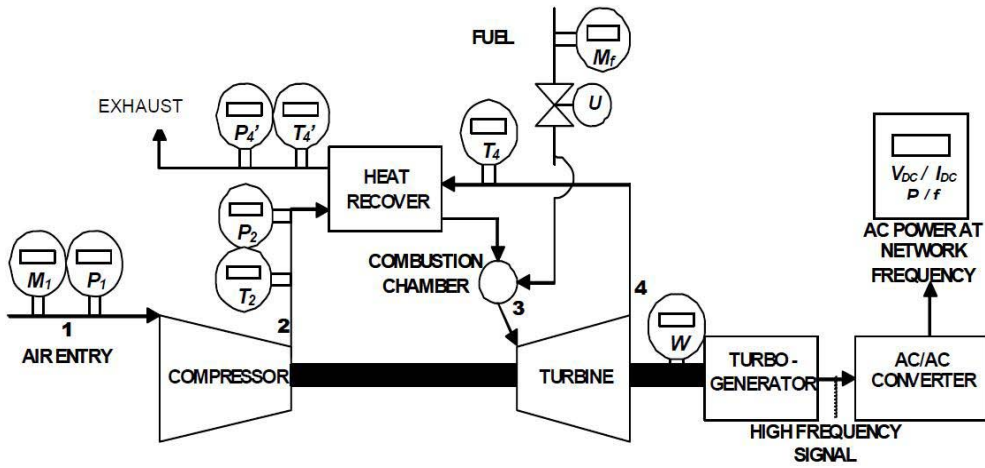 FUEL
Mf
U
EXHAUST
P4'
T4'
T4
HEAT
RECOVER
VDC / IDC
P / f
AC POWER AT
NETWORK
FREQUENCY
P2
T2
COMBUSTION
CHAMBER
M1
P1
1
AIR ENTRY
2
3
4
W
COMPRESSOR
TURBINE
TURBO -
GENERATOR
AC/AC
CONVERTER
HIGH FREQUENCY
SIGNAL